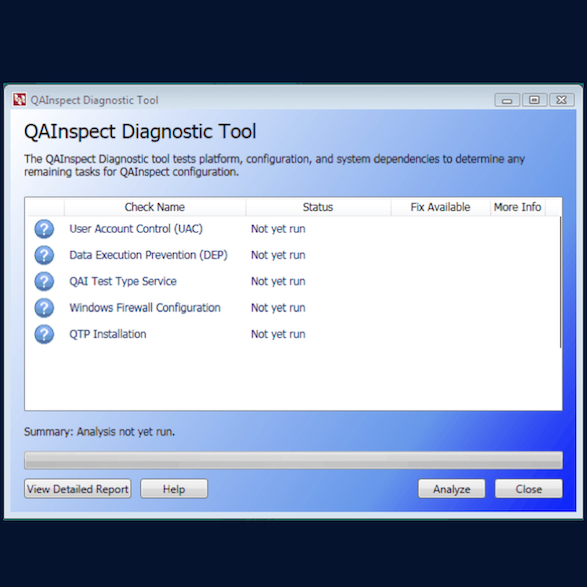 QAInspect Diagnostic Tool
QAInspect Diagnostic Tool
The QAInspect Diagnostic tool tests platform, configuration, and system dependencies to determine any
remaining tasks for QAInspect configuration.
Check Name Status Fix Available More Info
User Account Control (UAC) Not yet run
Data Execution Prevention (DEP) Not yet run
QAI Test Type Service Not yet run
Windows Firewall Configuration Not yet run
QTP Installation Not yet run
Summary: Analysis not yet run.
View Detailed Report Help Analyze Close